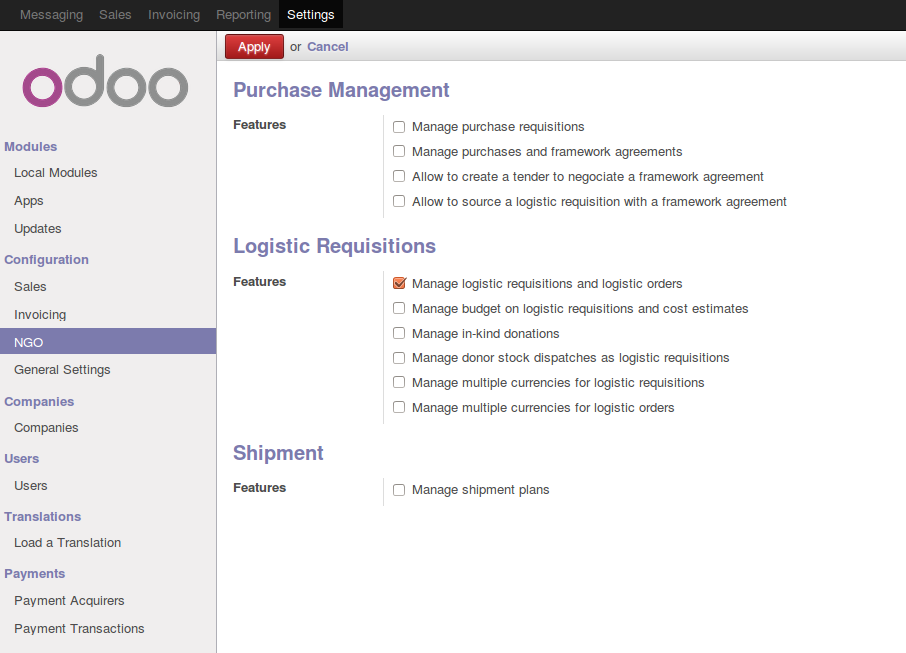 Messaging Sales Invoicing Reporting Settings
odoo
Modules
Local Modules
Apps
Updates
Configuration
Sales
Invoicing
NGO
General Settings
Companies
Companies
Users
Users
Translations
Load a Translation
Payments
Payment Acquirers
Payment Transactions
Apply or Cancel
Purchase Management
Features
Manage purchase requisitions
Manage purchases and framework agreements
Allow to create a tender to negociate a framework agreement
Allow to source a logistic requisition with a framework agreement
Logistic Requisitions
Features
Manage logistic requisitions and logistic orders
Manage budget on logistic requisitions and cost estimates
Manage in-kind donations
Manage donor stock dispatches as logistic requisitions
Manage multiple currencies for logistic requisitions
Manage multiple currencies for logistic orders
Shipment
Features
Manage shipment plans